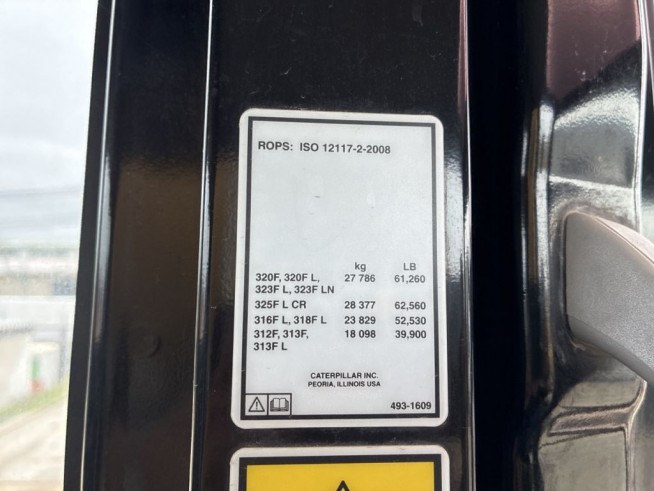 ROPS: ISO 12117-2-2008
kg LB
320F, 320F L, 27 786 61,260
323F L, 323F LN
325F L CR 28 377 62,560
316F L, 318F L 23 829 52,530
312F, 313F, 18 098 39,900
313F L
CATERPILLAR INC.
PEORIA, ILLINOIS USA
493-1609